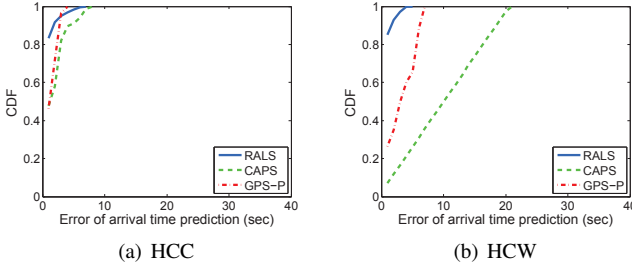 1
0.8
0.6
0.4
0.2
0
CDF
RALS
CAPS
GPS-P
0 10 20 30 40
Error of arrival time prediction (sec)
(a) HCC
1
0.8
0.6
0.4
0.2
0
CDF
RALS
CAPS
GPS-P
0 10 20 30 40
Error of arrival time prediction (sec)
(b) HCW